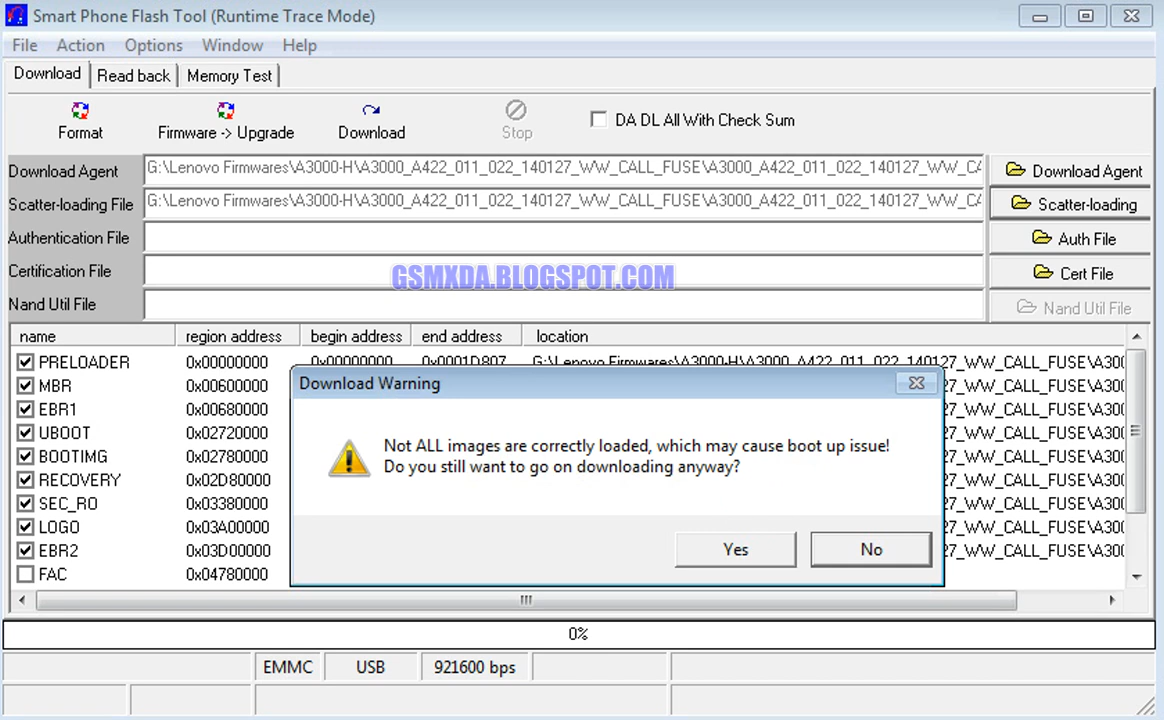 Smart Phone Flash Tool (Runtime Trace Mode)
File Action Options Window Help
Download Read back Memory Test
Format Firmware -> Upgrade Download Stop DA DL All With Check Sum
Download Agent G:\Lenovo Firmwares\A3000-H\A3000_A422_011_022_140127_WW_CALL_FUSE\A3000_A422_011_022_140127_WW_CA Download Agent
Scatter-loading File G:\Lenovo Firmwares\A3000-H\A3000_A422_011_022_140127_WW_CALL_FUSE\A3000_A422_011_022_140127_WW_CA Scatter-loading
Authentication File Auth File
Certification File Cert File
GSMXDA.BLOGSPOT.COM
Nand Util File Nand Util File
name region address begin address end address location
PRELOADER 0x00000000 0x00000000 0x0001D807 G:\Lenovo Firmwares\A3000-H\A3000_A422_011_022_140127_WW_CALL_FUSE\A300
Download Warning
MBR 0x00600000 27_WW_CALL_FUSE\A300
EBR1 0x00680000 27_WW_CALL_FUSE\A300
UBOOT 0x02720000 27_WW_CALL_FUSE\A300
Not ALL images are correctly loaded, which may cause boot up issue!
BOOTIMG 0x02780000 27_WW_CALL_FUSE\A300
Do you still want to go on downloading anyway?
RECOVERY 0x02D80000 27_WW_CALL_FUSE\A300
SEC_RO 0x03380000 27_WW_CALL_FUSE\A300
LOGO 0x03A00000 27_WW_CALL_FUSE\A300
EBR2 0x03D00000 27_WW_CALL_FUSE\A300
Yes No
FAC 0x04780000
0%
EMMC USB 921600 bps